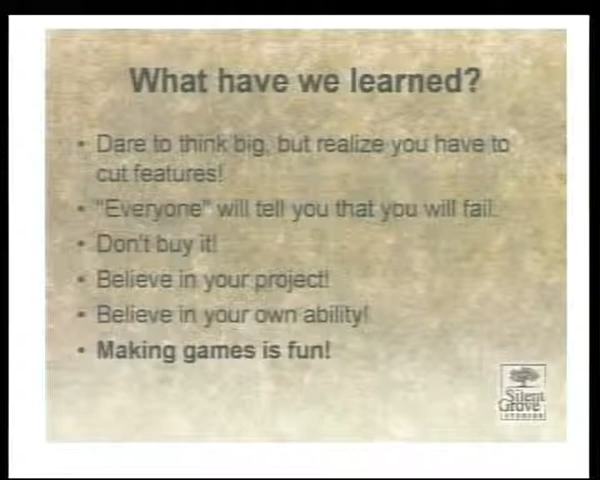 What have we learned?
• Dare to think big, but realize you have to
cut features!
• "Everyone" will tell you that you will fail.
• Don't buy it!
• Believe in your project!
• Believe in your own ability!
• Making games is fun!
Silent
Grove
STUDIOS